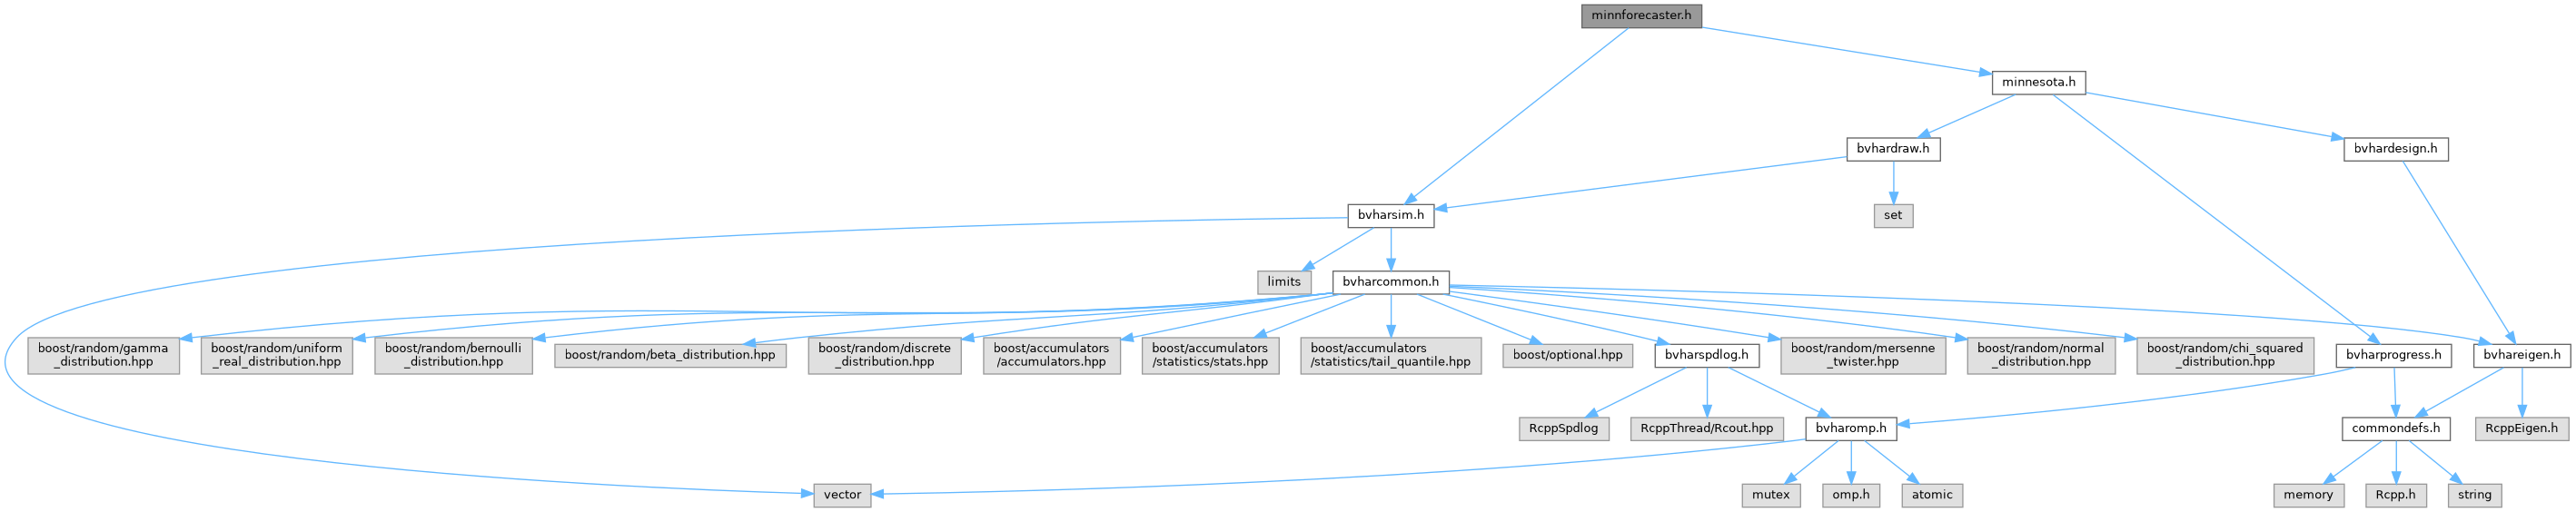 minnforecaster.h
minnesota.h
bvhardraw.h
bvhardesign.h
bvharsim.h
set
limits
bvharcommon.h
boost/random/gamma
_distribution.hpp
boost/random/uniform
_real_distribution.hpp
boost/random/bernoulli
_distribution.hpp
boost/random/beta_distribution.hpp
boost/random/discrete
_distribution.hpp
boost/accumulators
/accumulators.hpp
boost/accumulators
/statistics/stats.hpp
boost/accumulators
/statistics/tail_quantile.hpp
boost/optional.hpp
bvharspdlog.h
boost/random/mersenne
_twister.hpp
boost/random/normal
_distribution.hpp
boost/random/chi_squared
_distribution.hpp
bvharprogress.h
bvhareigen.h
RcppSpdlog
RcppThread/Rcout.hpp
bvharomp.h
commondefs.h
RcppEigen.h
vector
mutex
omp.h
atomic
memory
Rcpp.h
string